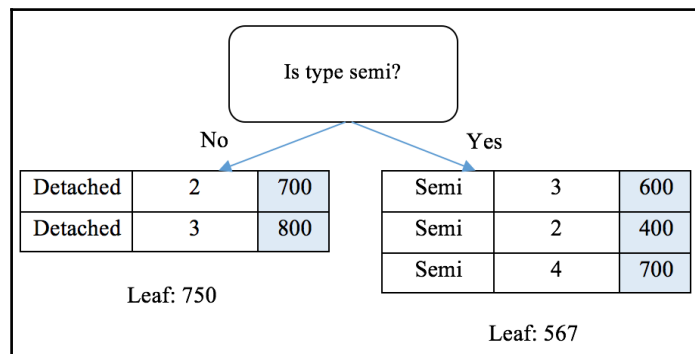 Is type semi?
No
Yes
Detached 2 700
Detached 3 800
Leaf: 750
Semi 3 600
Semi 2 400
Semi 4 700
Leaf: 567